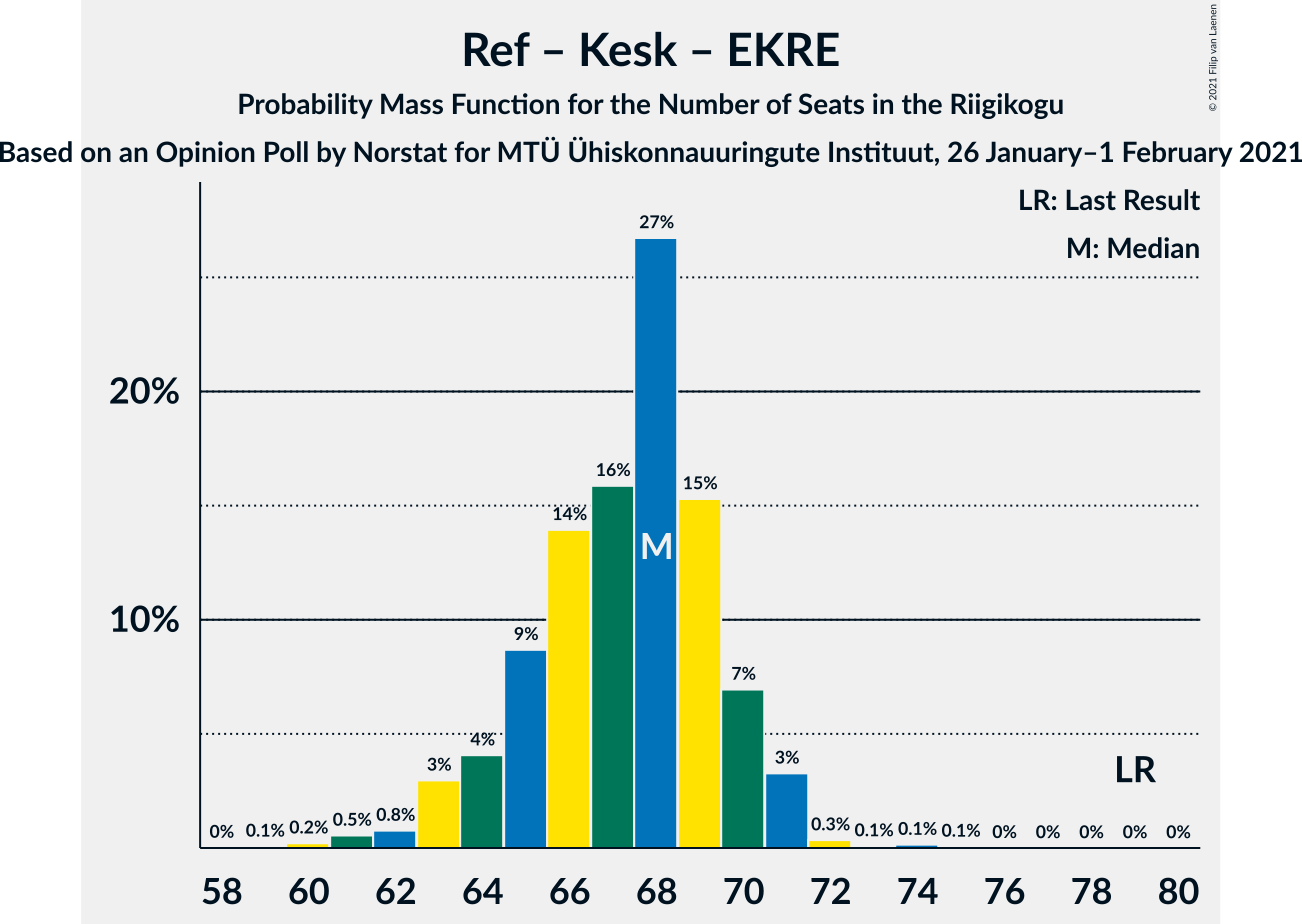 Ref – Kesk – EKRE
Probability Mass Function for the Number of Seats in the Riigikogu
Based on an Opinion Poll by Norstat for MTÜ Ühiskonnauuringute Instituut, 26 January–1 February 2021
© 2021 Filip van Laenen
LR: Last Result
M: Median
27%
20%
16%
15%
14%
M
10%
9%
7%
4%
3%
3%
LR
0% 0.1% 0.2% 0.5% 0.8% 0.3% 0.1% 0.1% 0.1% 0% 0% 0% 0% 0%
58 60 62 64 66 68 70 72 74 76 78 80